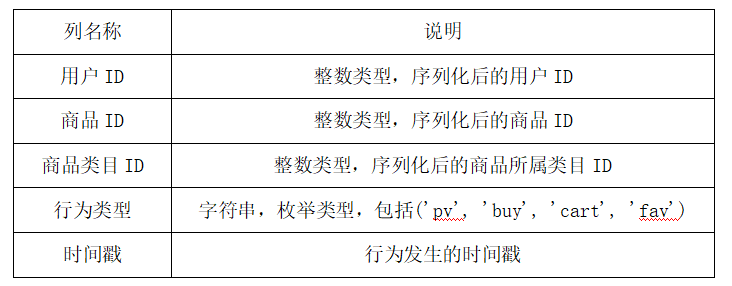 列名称 说明
用户 ID 整数类型，序列化后的用户 ID
商品 ID 整数类型，序列化后的商品 ID
商品类目 ID 整数类型，序列化后的商品所属类目 ID
行为类型 字符串，枚举类型，包括('pv', 'buy', 'cart', 'fav')
时间戳 行为发生的时间戳